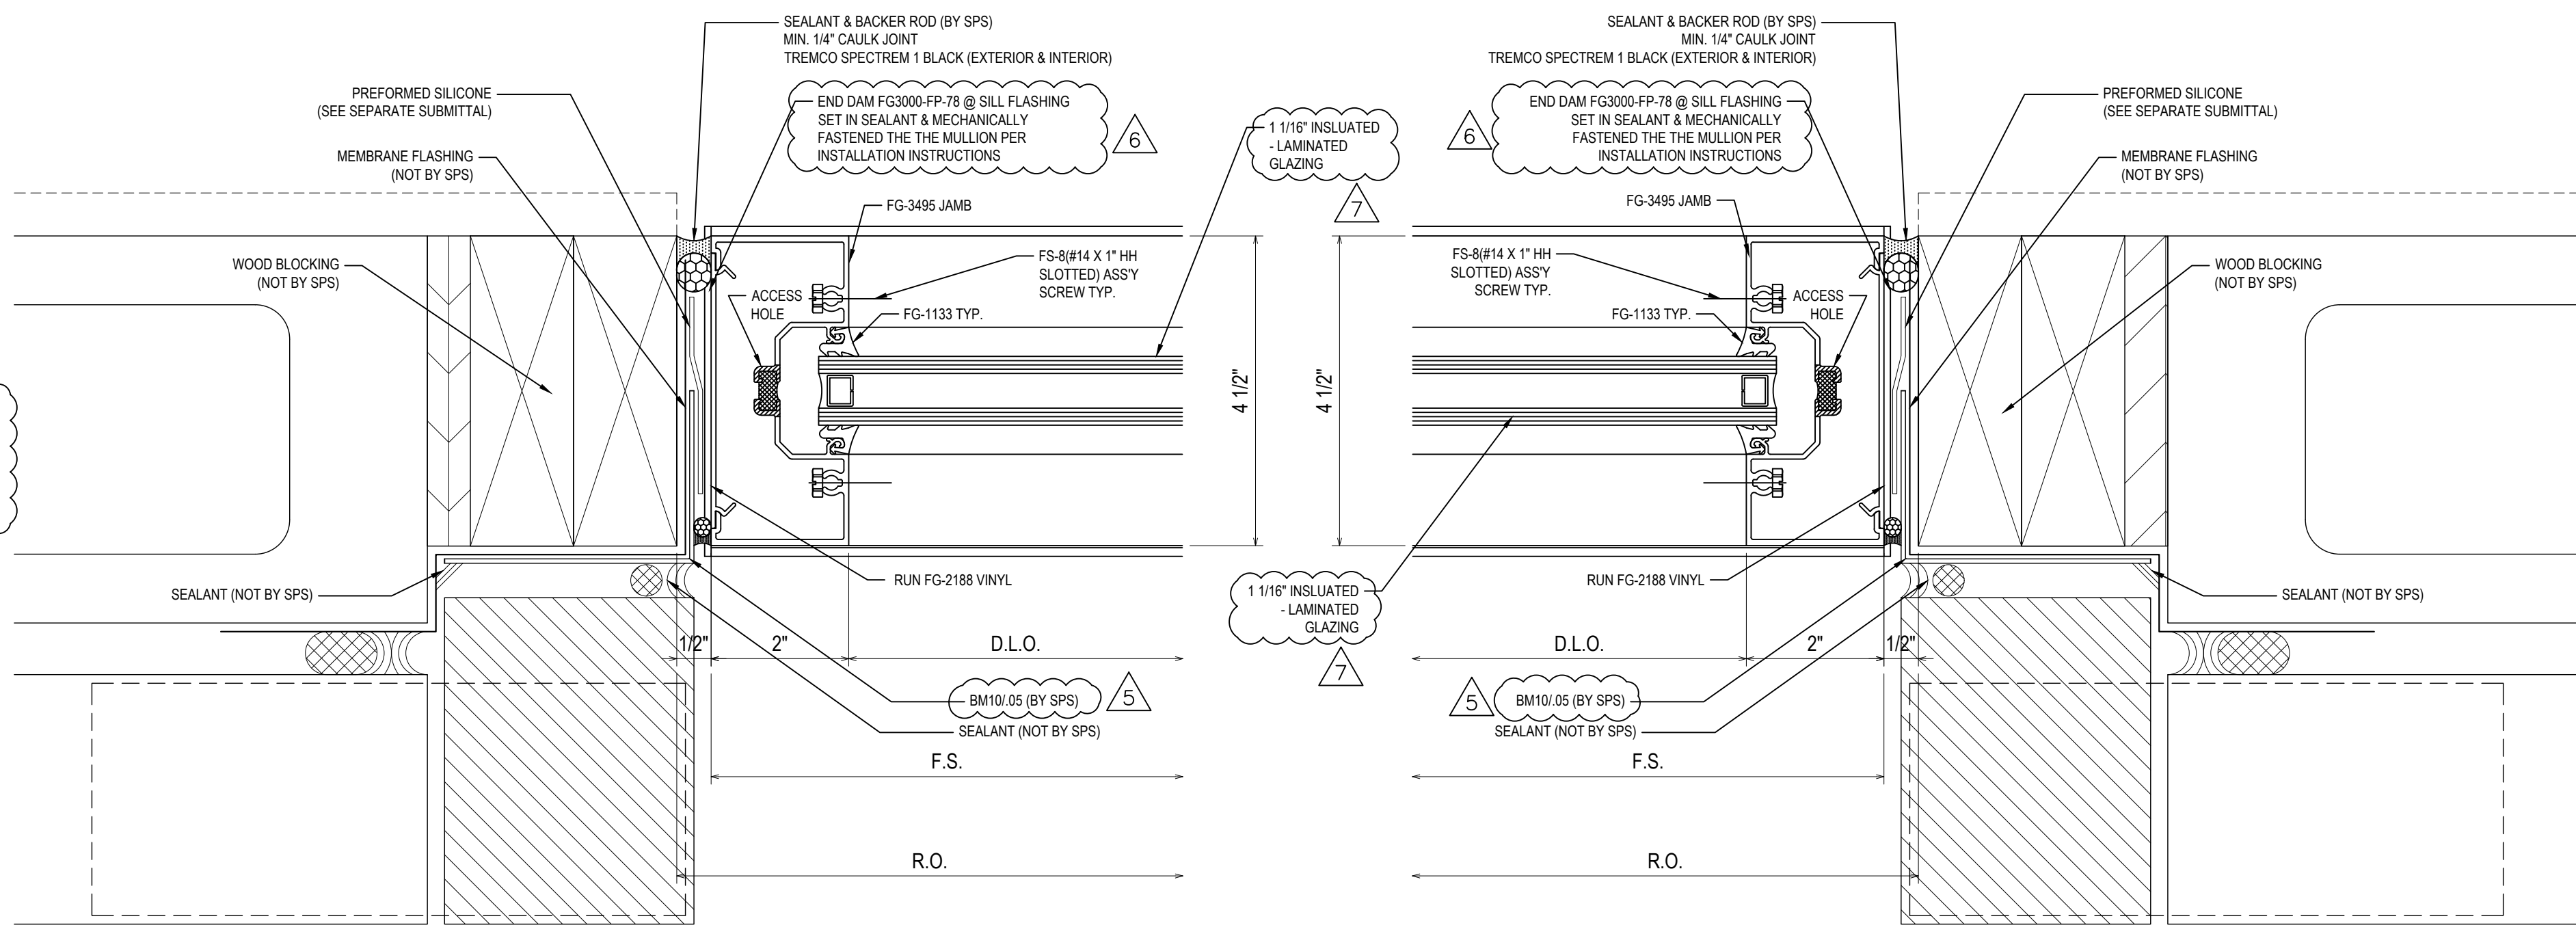 SEALANT & BACKER ROD (BY SPS)
MIN. 1/4" CAULK JOINT
TREMCO SPECTREM 1 BLACK (EXTERIOR & INTERIOR)
PREFORMED SILICONE
(SEE SEPARATE SUBMITTAL)
END DAM FG3000-FP-78 @ SILL FLASHING
SET IN SEALANT & MECHANICALLY
FASTENED THE THE MULLION PER
INSTALLATION INSTRUCTIONS
6
1 1/16" INSLUATED
- LAMINATED
GLAZING
7
MEMBRANE FLASHING
(NOT BY SPS)
FG-3495 JAMB
WOOD BLOCKING
(NOT BY SPS)
FS-8(#14 X 1" HH
SLOTTED) ASS'Y
SCREW TYP.
ACCESS
HOLE
FG-1133 TYP.
4 1/2"
RUN FG-2188 VINYL
SEALANT (NOT BY SPS)
1/2"
2"
D.L.O.
BM10/.05 (BY SPS)
5
SEALANT (NOT BY SPS)
F.S.
R.O.
SEALANT & BACKER ROD (BY SPS)
MIN. 1/4" CAULK JOINT
TREMCO SPECTREM 1 BLACK (EXTERIOR & INTERIOR)
6
END DAM FG3000-FP-78 @ SILL FLASHING
SET IN SEALANT & MECHANICALLY
FASTENED THE THE MULLION PER
INSTALLATION INSTRUCTIONS
PREFORMED SILICONE
(SEE SEPARATE SUBMITTAL)
MEMBRANE FLASHING
(NOT BY SPS)
FG-3495 JAMB
FS-8(#14 X 1" HH
SLOTTED) ASS'Y
SCREW TYP.
ACCESS
HOLE
WOOD BLOCKING
(NOT BY SPS)
FG-1133 TYP.
4 1/2"
1 1/16" INSLUATED
- LAMINATED
GLAZING
7
RUN FG-2188 VINYL
SEALANT (NOT BY SPS)
D.L.O.
2"
1/2"
5
BM10/.05 (BY SPS)
SEALANT (NOT BY SPS)
F.S.
R.O.